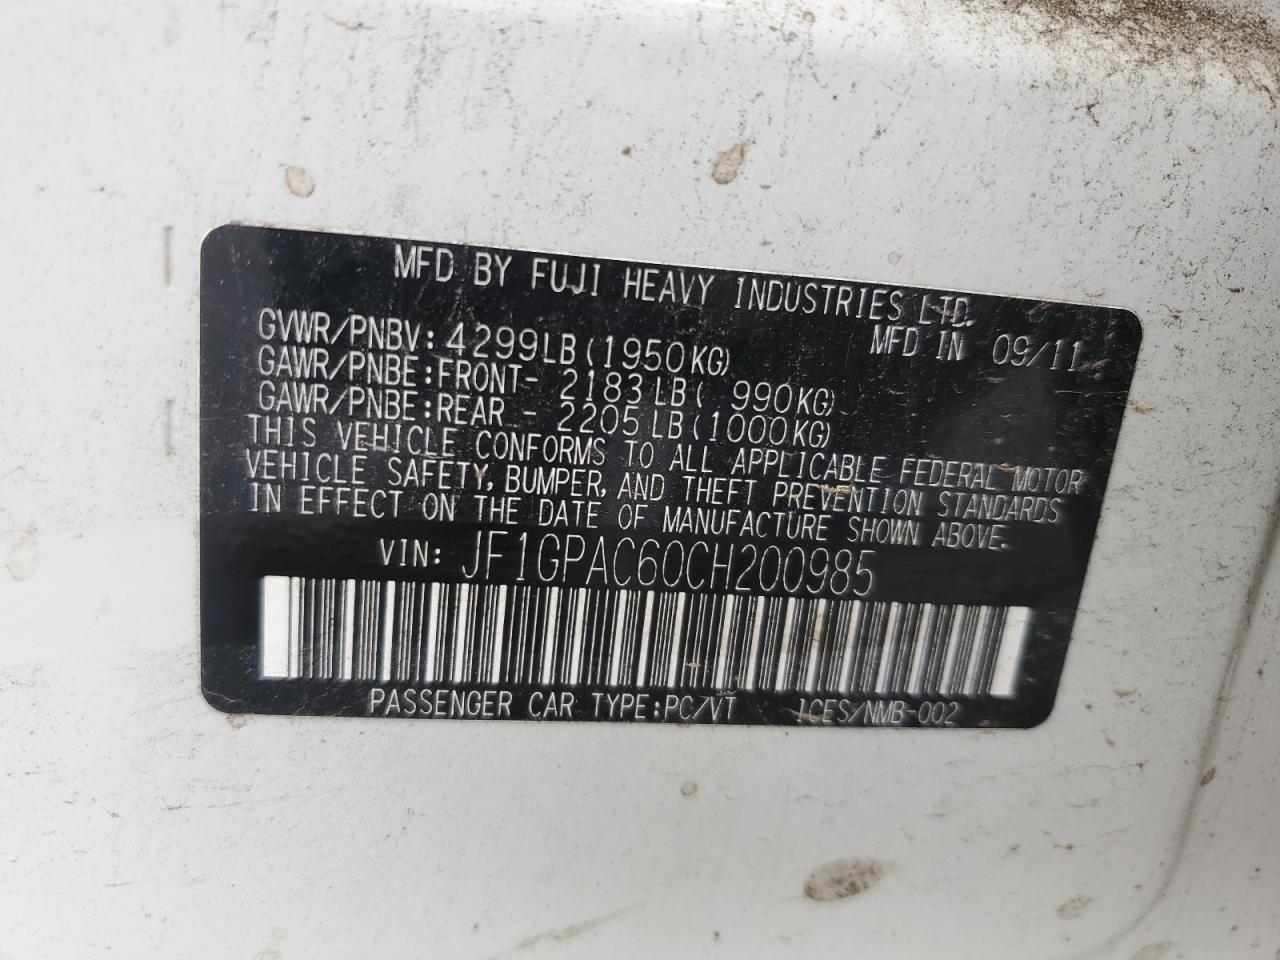 MFD BY FUJI HEAVY INDUSTRIES LTD.
MFD IN 09/11
GVWR/PNBV: 4299LB (1950KG)
GAWR/PNBE:FRONT- 2183LB( 990KG)
GAWR/PNBE:REAR - 2205LB(1000KG)
THIS VEHICLE CONFORMS TO ALL APPLICABLE FEDERAL MOTOR
VEHICLE SAFETY, BUMPER, AND THEFT PREVENTION STANDARDS
IN EFFECT ON THE DATE OF MANUFACTURE SHOWN ABOVE.
VIN: JF1GPAC60CH200985
PASSENGER CAR TYPE:PC/VT ICES/NMB-002